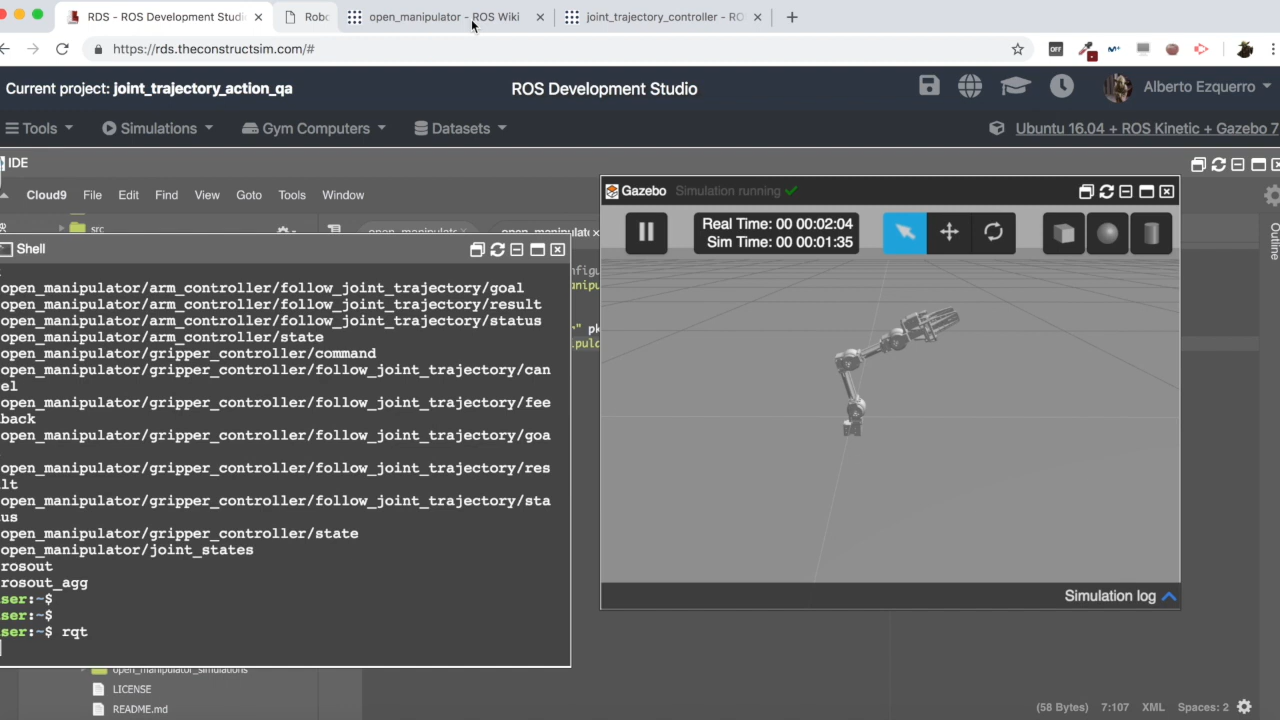 RDS - ROS Development Studi
Robo
open_manipulator - ROS Wiki
joint_trajectory_controller - RO
https://rds.theconstructsim.com/#
OFF
Current project: joint_trajectory_action_qa
ROS Development Studio
Alberto Ezquerro
Tools
Simulations
Gym Computers
Datasets
Ubuntu 16.04 + ROS Kinetic + Gazebo 7
IDE
Cloud9 File Edit Find View Goto Tools Window
src
Outline
Shell
open_manipulator/arm_controller/follow_joint_trajectory/goal
open_manipulator/arm_controller/follow_joint_trajectory/result
open_manipulator/arm_controller/follow_joint_trajectory/status
open_manipulator/arm_controller/state
open_manipulator/gripper_controller/command
open_manipulator/gripper_controller/follow_joint_trajectory/can
el
open_manipulator/gripper_controller/follow_joint_trajectory/fee
back
open_manipulator/gripper_controller/follow_joint_trajectory/goa
open_manipulator/gripper_controller/follow_joint_trajectory/res
lt
open_manipulator/gripper_controller/follow_joint_trajectory/sta
us
open_manipulator/gripper_controller/state
open_manipulator/joint_states
rosout
rosout_agg
ser:~$
ser:~$
ser:~$ rqt
Gazebo Simulation running
Real Time: 00 00:02:04
Sim Time: 00 00:01:35
Simulation log
open_manipulator_simulations
LICENSE
README.md
(58 Bytes) 7:107 XML Spaces: 2